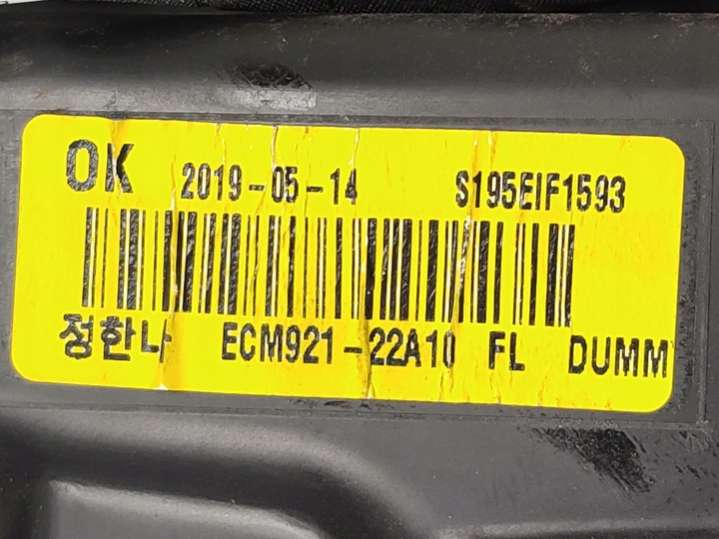 OK 2019-05-14 S195EIF1593
정한나 ECM921-22A10 FL DUMM